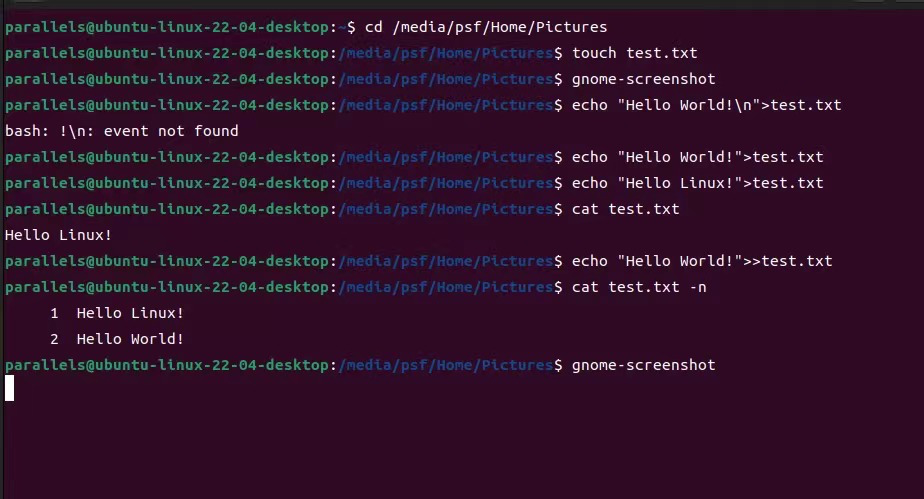 parallels@ubuntu-linux-22-04-desktop:~$ cd /media/psf/Home/Pictures
parallels@ubuntu-linux-22-04-desktop:/media/psf/Home/Pictures$ touch test.txt
parallels@ubuntu-linux-22-04-desktop:/media/psf/Home/Pictures$ gnome-screenshot
parallels@ubuntu-linux-22-04-desktop:/media/psf/Home/Pictures$ echo "Hello World!\n">test.txt
bash: !\n: event not found
parallels@ubuntu-linux-22-04-desktop:/media/psf/Home/Pictures$ echo "Hello World!">test.txt
parallels@ubuntu-linux-22-04-desktop:/media/psf/Home/Pictures$ echo "Hello Linux!">test.txt
parallels@ubuntu-linux-22-04-desktop:/media/psf/Home/Pictures$ cat test.txt
Hello Linux!
parallels@ubuntu-linux-22-04-desktop:/media/psf/Home/Pictures$ echo "Hello World!">>test.txt
parallels@ubuntu-linux-22-04-desktop:/media/psf/Home/Pictures$ cat test.txt -n
     1  Hello Linux!
     2  Hello World!
parallels@ubuntu-linux-22-04-desktop:/media/psf/Home/Pictures$ gnome-screenshot